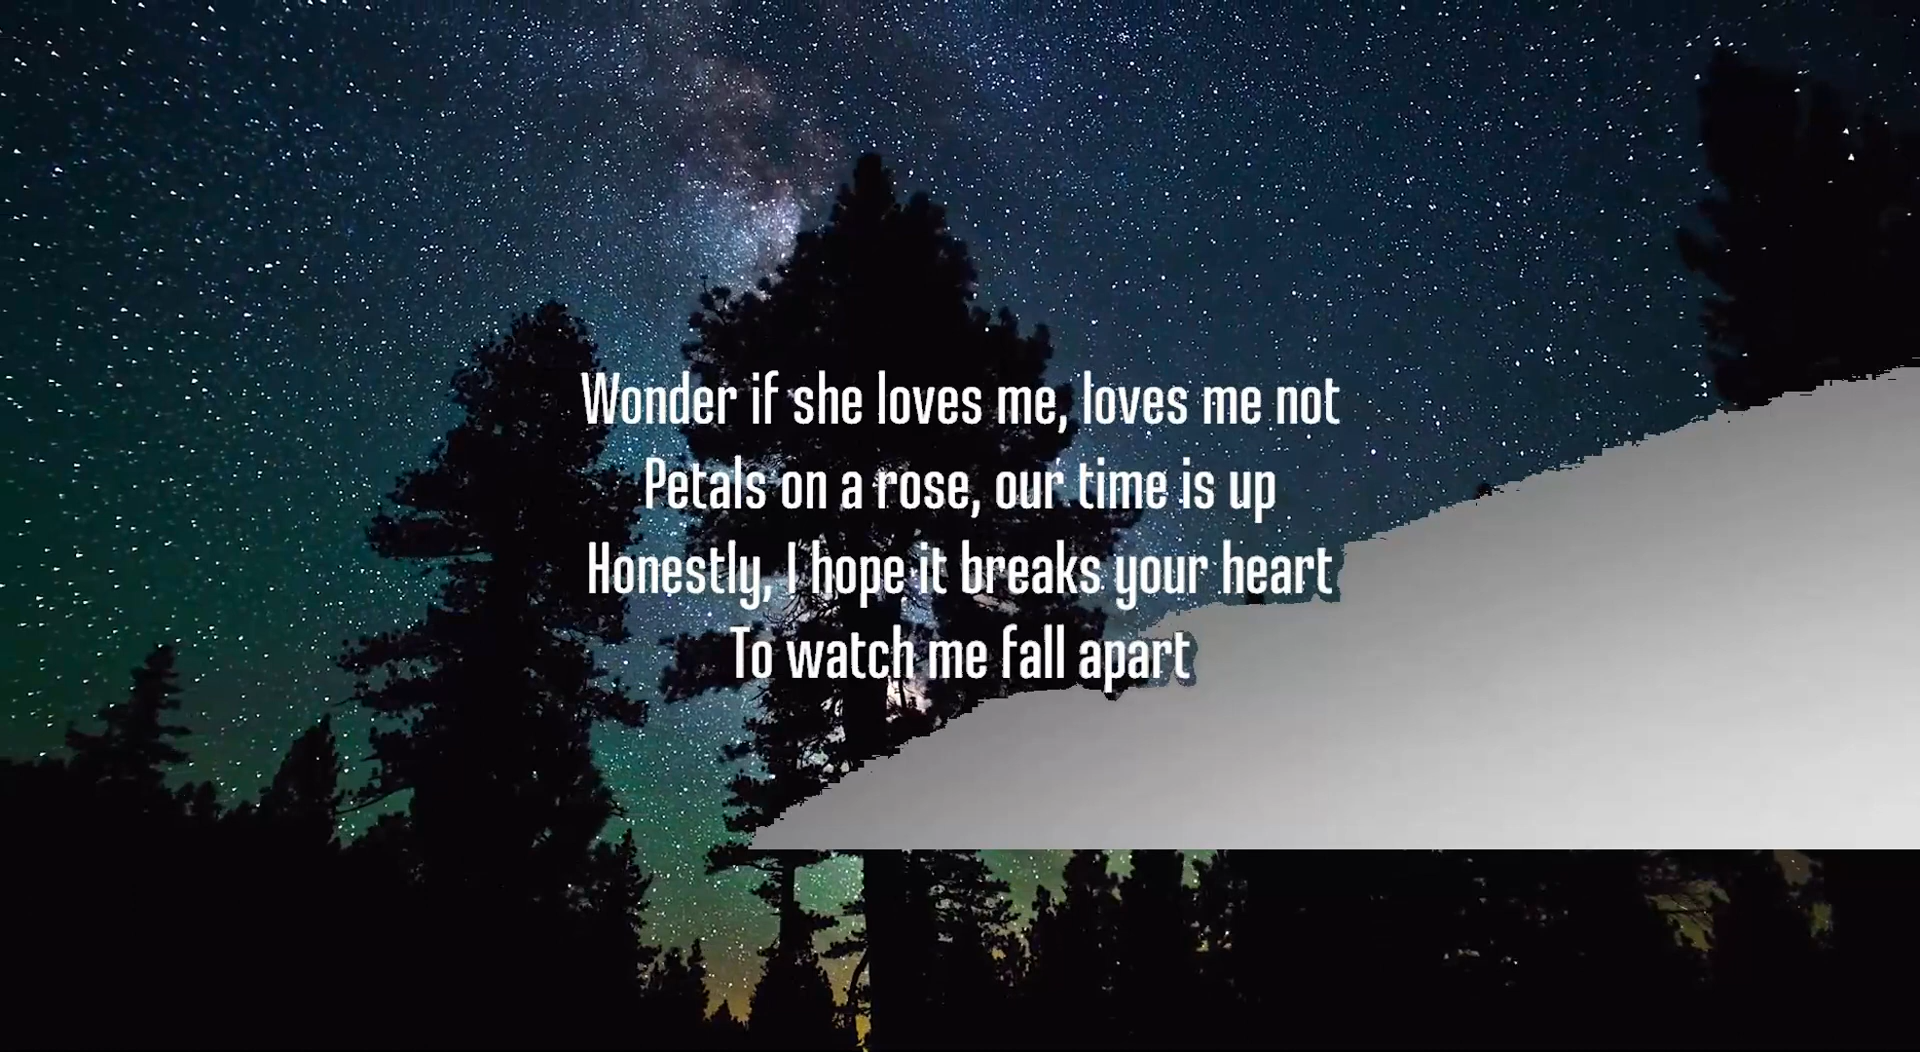 Wonder if she loves me, loves me not
Petals on a rose, our time is up
Honestly, I hope it breaks your heart
To watch me fall apart